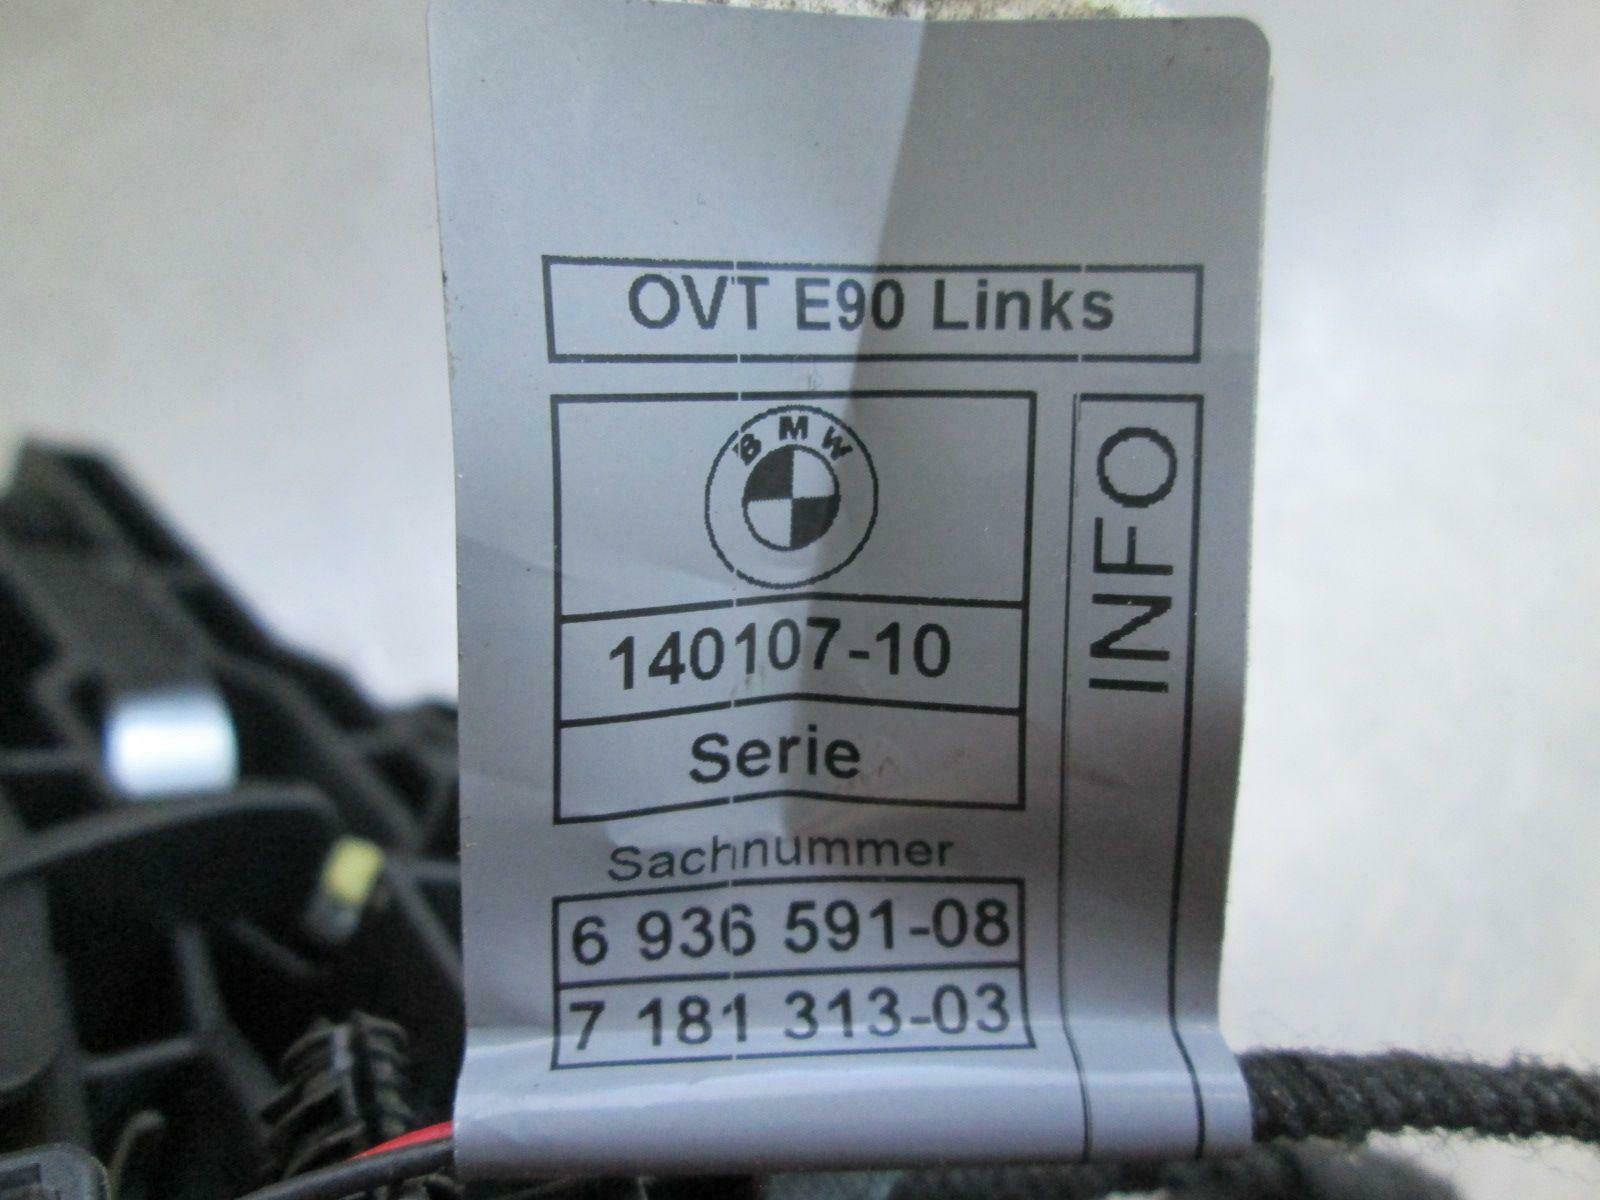 OVT E90 Links
BMW
INFO
140107-10
Serie
Sachnummer
6 936 591-08
7 181 313-03